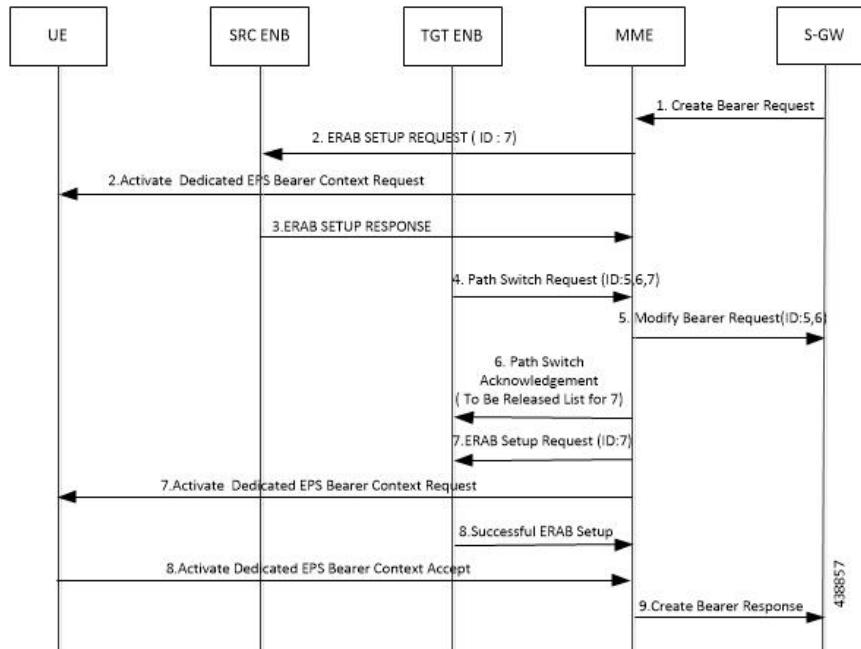 UE
SRC ENB
TGT ENB
MME
S-GW
1. Create Bearer Request
2. ERAB SETUP REQUEST ( ID : 7)
2.Activate Dedicated EPS Bearer Context Request
3.ERAB SETUP RESPONSE
4. Path Switch Request (ID:5,6,7)
5. Modify Bearer Request(ID:5,6)
6. Path Switch
Acknowledgement
( To Be Released List for 7)
7.ERAB Setup Request (ID:7)
7.Activate Dedicated EPS Bearer Context Request
8.Successful ERAB Setup
8.Activate Dedicated EPS Bearer Context Accept
9.Create Bearer Response
438857